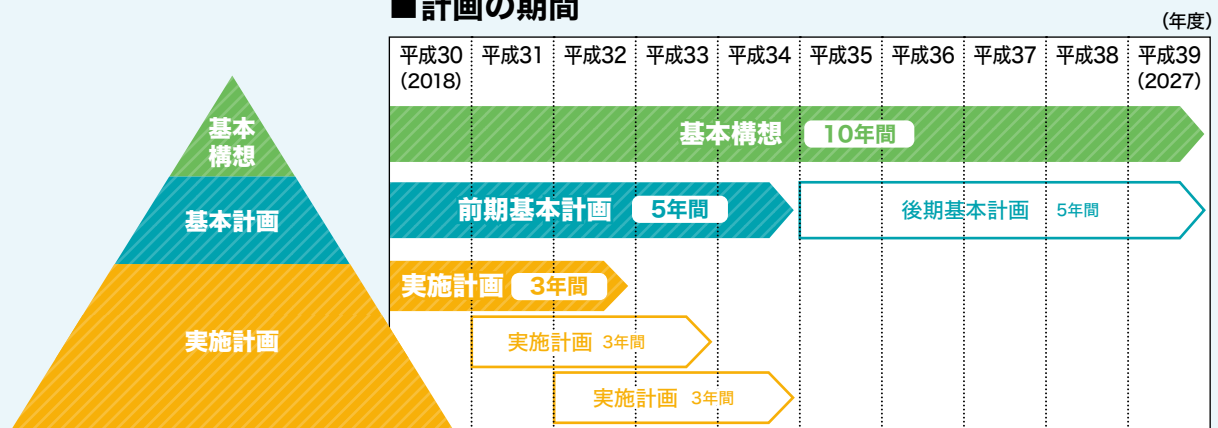 ■計画の期間
(年度)
平成30 平成31 平成32 平成33 平成34 平成35 平成36 平成37 平成38 平成39
(2018) (2027)
基本
構想
基本構想 10年間
基本計画
前期基本計画 5年間 後期基本計画 5年間
実施計画 3年間
実施計画
実施計画 3年間
実施計画 3年間